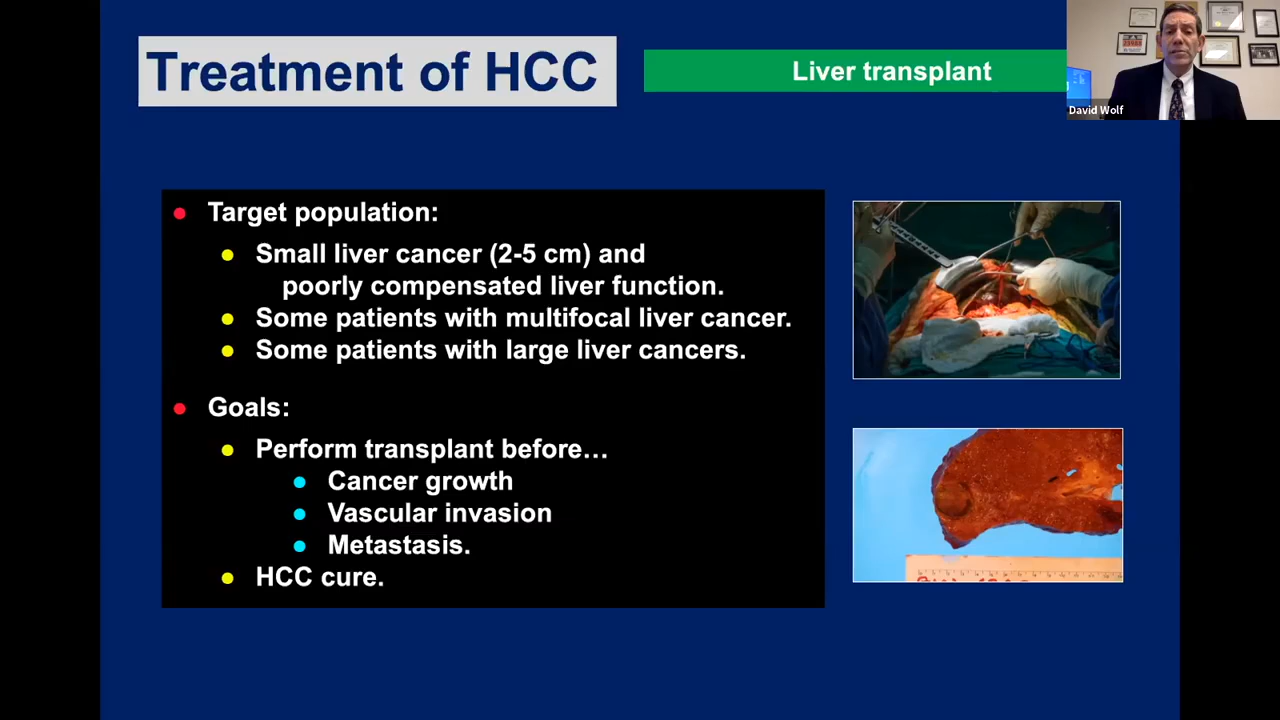 Treatment of HCC
Liver transplant
David Wolf
Target population:
Small liver cancer (2-5 cm) and
poorly compensated liver function.
Some patients with multifocal liver cancer.
Some patients with large liver cancers.
Goals:
Perform transplant before…
Cancer growth
Vascular invasion
Metastasis.
HCC cure.